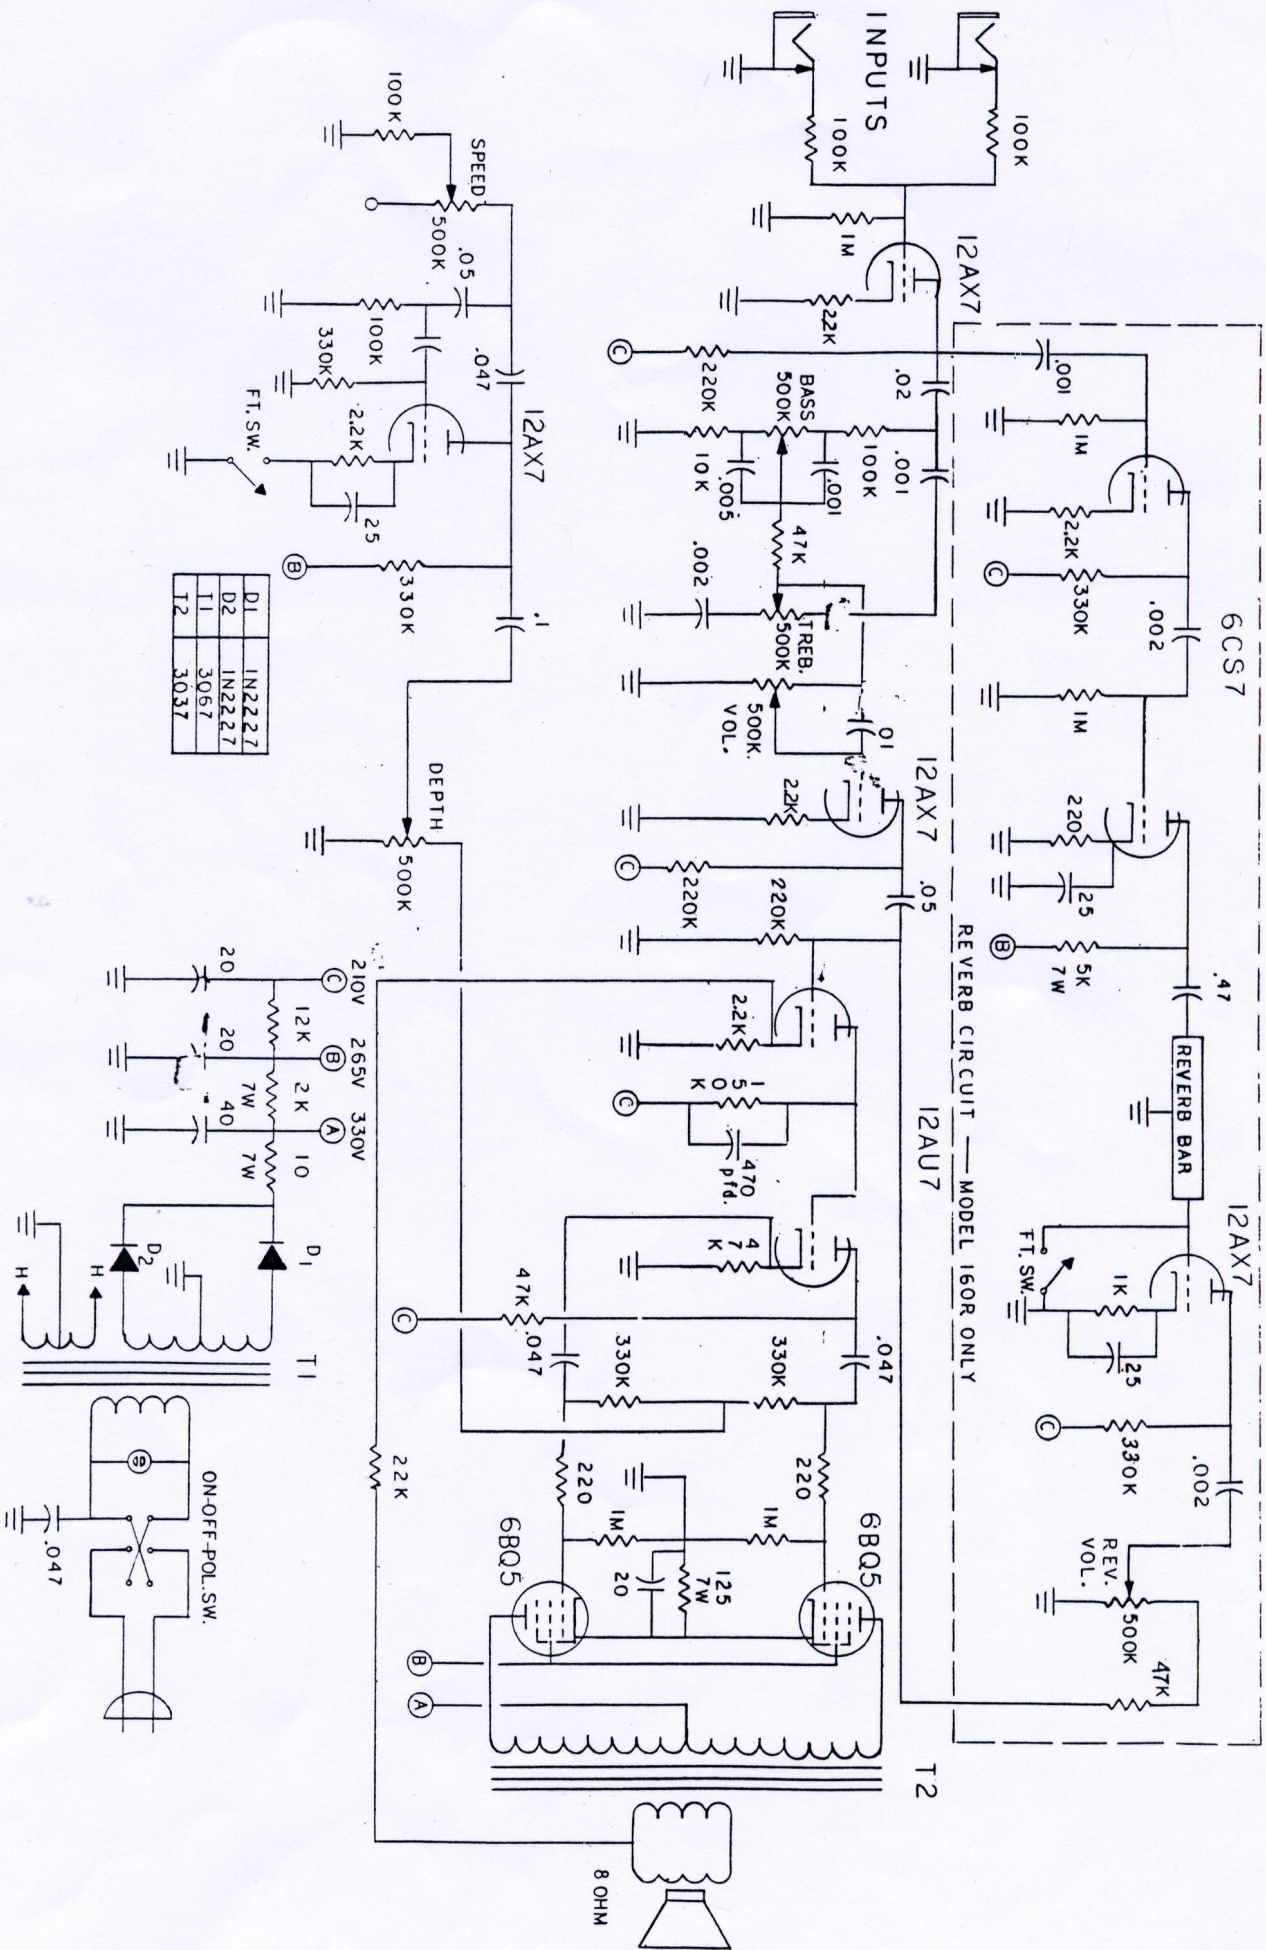 INPUTS
100K
100K
1M
12AX7
2.2K
C
220K
.02
BASS
500K
10K
.005
.001
100K
.001
47K
.002
TREB.
500K
500K.
VOL.
.01
12AX7
2.2K
C
220K
.05
220K
2.2K
150K
C
470
pfd.
12AU7
47K
47K
C
.047
.047
330K
330K
220
220
1M
1M
125
7W
20
6BQ5
6BQ5
B
A
T2
8 OHM
22K
REVERB CIRCUIT — MODEL 160R ONLY
.001
1M
2.2K
C
330K
.002
6CS7
1M
220
25
B
5K
7W
.47
REVERB BAR
FT. SW.
12AX7
1K
25
C
330K
.002
REV.
VOL.
500K
47K
100K
SPEED
500K
.05
100K
330K
.047
12AX7
FT. SW.
2.2K
25
B
330K
.1
DEPTH
500K
D1 1N2227
D2 1N2227
T1 3067
T2 3037
C 210V
B 265V
A 330V
20
12K
20
2K
7W
40
10
7W
D1
D2
H
H
T1
ON-OFF-POL.SW.
.047